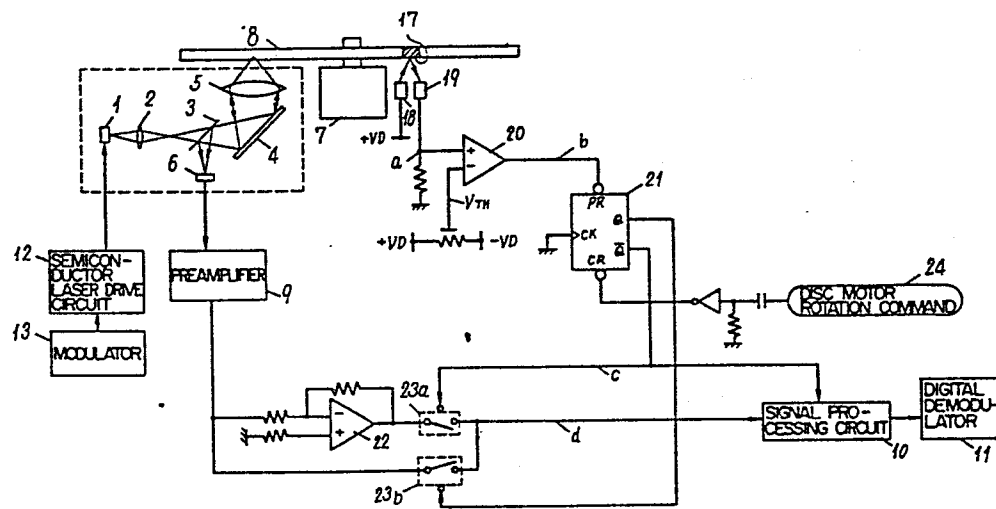 8
17
5
1
2
3
4
6
7
18
19
+VD
a
20
b
+
-
VTH
+VD
-VD
21
PR
CK
Q
Q
CR
24
DISC MOTOR
ROTATION COMMAND
12
SEMICON-
DUCTOR
LASER DRIVE
CIRCUIT
PREAMPLIFIER
9
13
MODULATOR
c
23a
-
+
22
d
23b
SIGNAL PRO-
CESSING CIRCUIT
10
DIGITAL
DEMODU-
LATOR
11